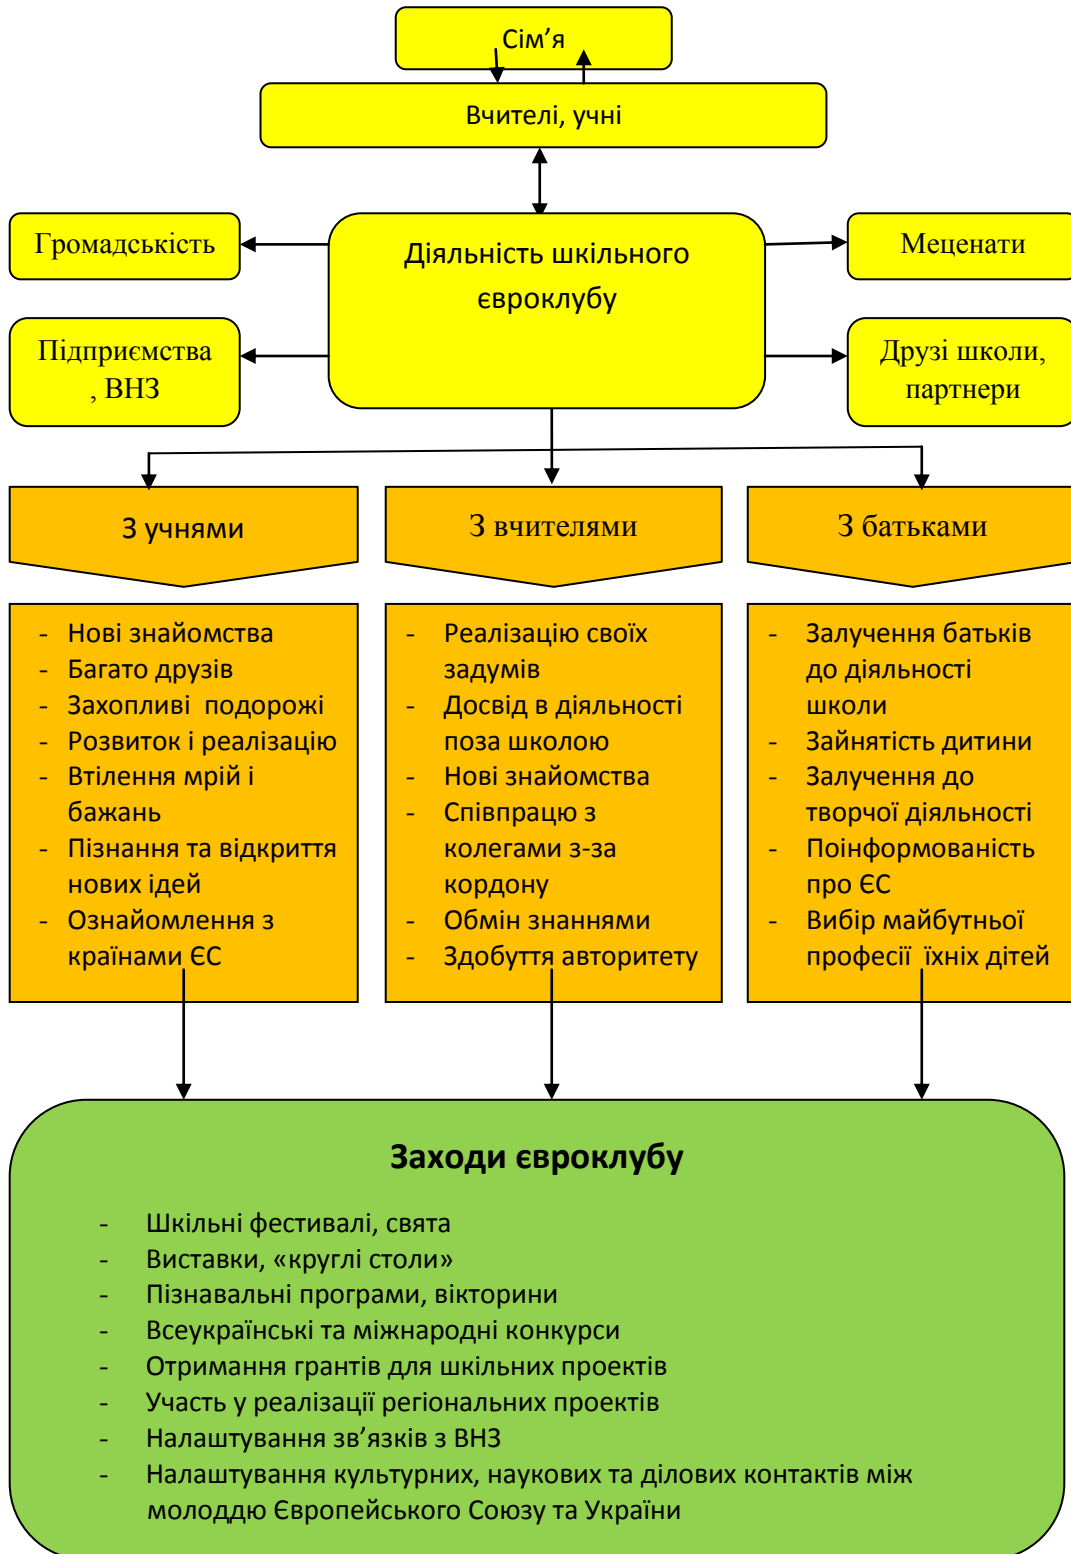 Сім’я
Вчителі, учні
Громадськість
Діяльність шкільного
євроклубу
Меценати
Підприємства
, ВНЗ
Друзі школи,
партнери
З учнями
З вчителями
З батьками
- Нові знайомства
- Багато друзів
- Захопливі подорожі
- Розвиток і реалізацію
- Втілення мрій і
бажань
- Пізнання та відкриття
нових ідей
- Ознайомлення з
країнами ЄС
- Реалізацію своїх
задумів
- Досвід в діяльності
поза школою
- Нові знайомства
- Співпрацю з
колегами з-за
кордону
- Обмін знаннями
- Здобуття авторитету
- Залучення батьків
до діяльності
школи
- Зайнятість дитини
- Залучення до
творчої діяльності
- Поінформованість
про ЄС
- Вибір майбутньої
професії їхніх дітей
Заходи євроклубу
- Шкільні фестивалі, свята
- Виставки, «круглі столи»
- Пізнавальні програми, вікторини
- Всеукраїнські та міжнародні конкурси
- Отримання грантів для шкільних проектів
- Участь у реалізації регіональних проектів
- Налаштування зв’язків з ВНЗ
- Налаштування культурних, наукових та ділових контактів між
молоддю Європейського Союзу та України